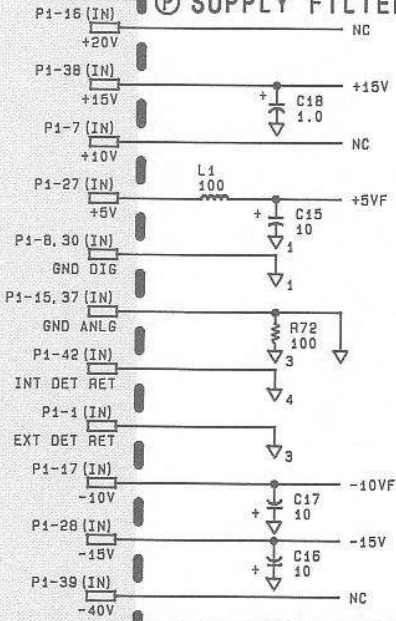 Ⓟ SUPPLY FILTER
P1-16 (IN)
+20V
NC
P1-38 (IN)
+15V
+15V
+
C18
1.0
P1-7 (IN)
+10V
NC
P1-27 (IN)
+5V
L1
100
+5VF
+
C15
10
1
P1-8, 30 (IN)
GND DIG
1
P1-15, 37 (IN)
GND ANLG
R72
100
3
P1-42 (IN)
INT DET RET
4
P1-1 (IN)
EXT DET RET
3
P1-17 (IN)
-10V
-10VF
C17
10
+
P1-28 (IN)
-15V
-15V
C16
10
+
P1-39 (IN)
-40V
NC